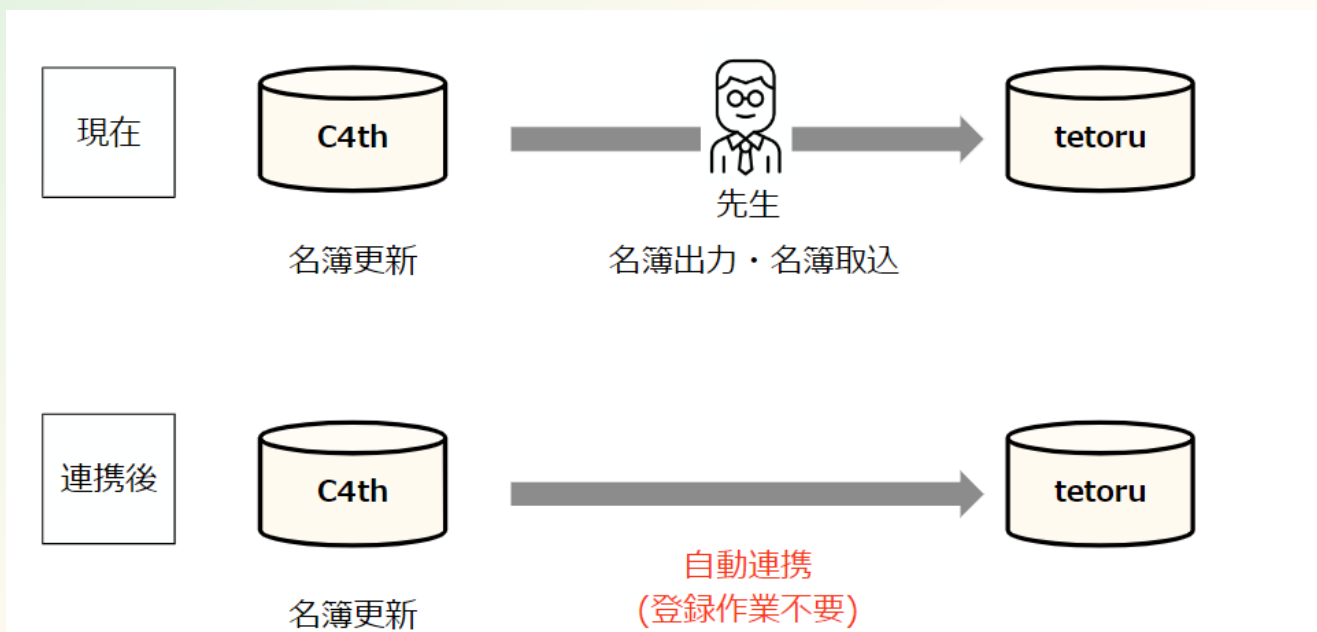 現在
C4th
tetoru
先生
名簿更新
名簿出力・名簿取込
連携後
C4th
tetoru
自動連携
(登録作業不要)
名簿更新